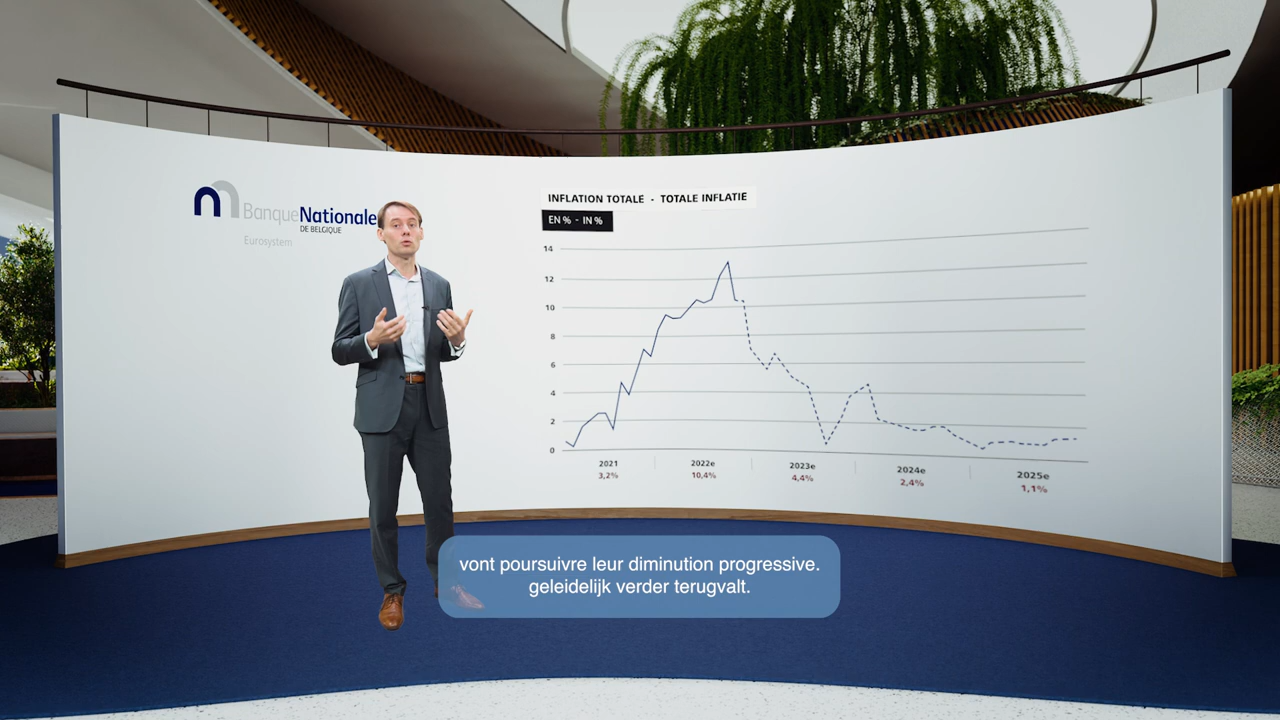 BanqueNationale
DE BELGIQUE
Eurosystem
INFLATION TOTALE - TOTALE INFLATIE
EN % - IN %
14
12
10
8
6
4
2
0
2021 2022e 2023e 2024e 2025e
3,2% 10,4% 4,4% 2,4% 1,1%
vont poursuivre leur diminution progressive.
geleidelijk verder terugvalt.